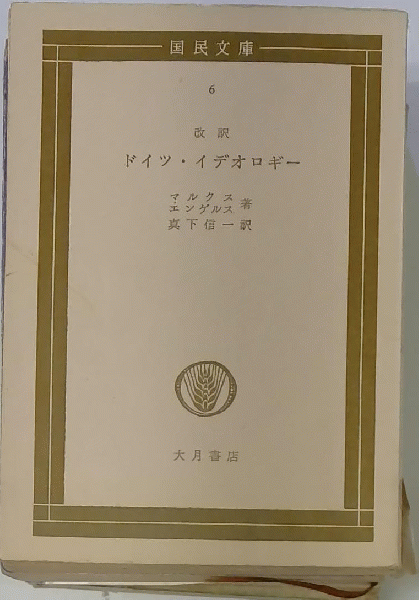 国民文庫
6
改訳
ドイツ・イデオロギー
マルクス
エンゲルス 著
真下信一訳
大月書店